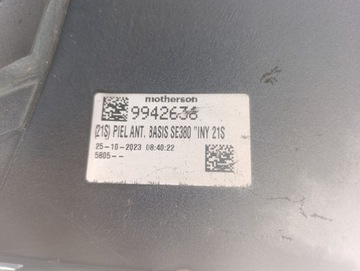 motherson
9942636
(21S) PIEL ANT. BASIS SE380 "INY 21S
25-10-2023 08:40:22
5805--